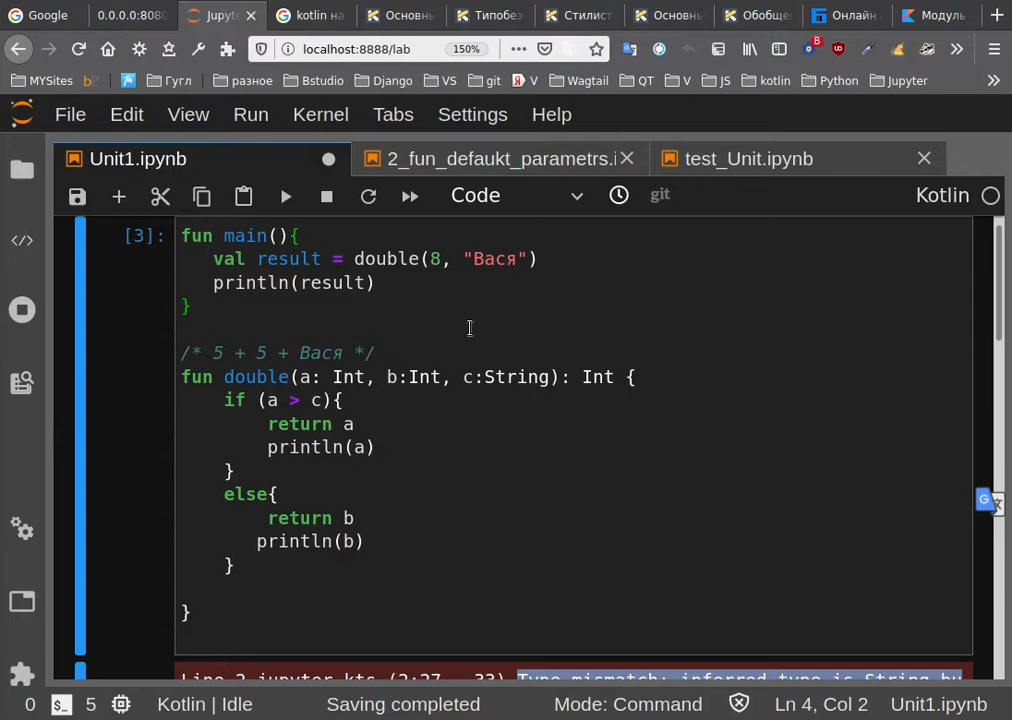 Google 0.0.0.0:8080 Jupyte kotlin на Основн Типобез Стилист Основн Обобще Онлайн Модуль
localhost:8888/lab 150% B
MYSites Гугл разное Bstudio Django VS git V Wagtail QT V JS kotlin Python Jupyter
File Edit View Run Kernel Tabs Settings Help
Unit1.ipynb 2_fun_defaukt_parametrs.i test_Unit.ipynb
Code git Kotlin
[3]: fun main(){
val result = double(8, "Вася")
println(result)
}
/* 5 + 5 + Вася */
fun double(a: Int, b:Int, c:String): Int {
if (a > c){
return a
println(a)
}
else{
return b
println(b)
}
}
Line 2.jupyter.kts (2:27 - 33) Type mismatch: inferred type is String bu
0 5 Kotlin | Idle Saving completed Mode: Command Ln 4, Col 2 Unit1.ipynb